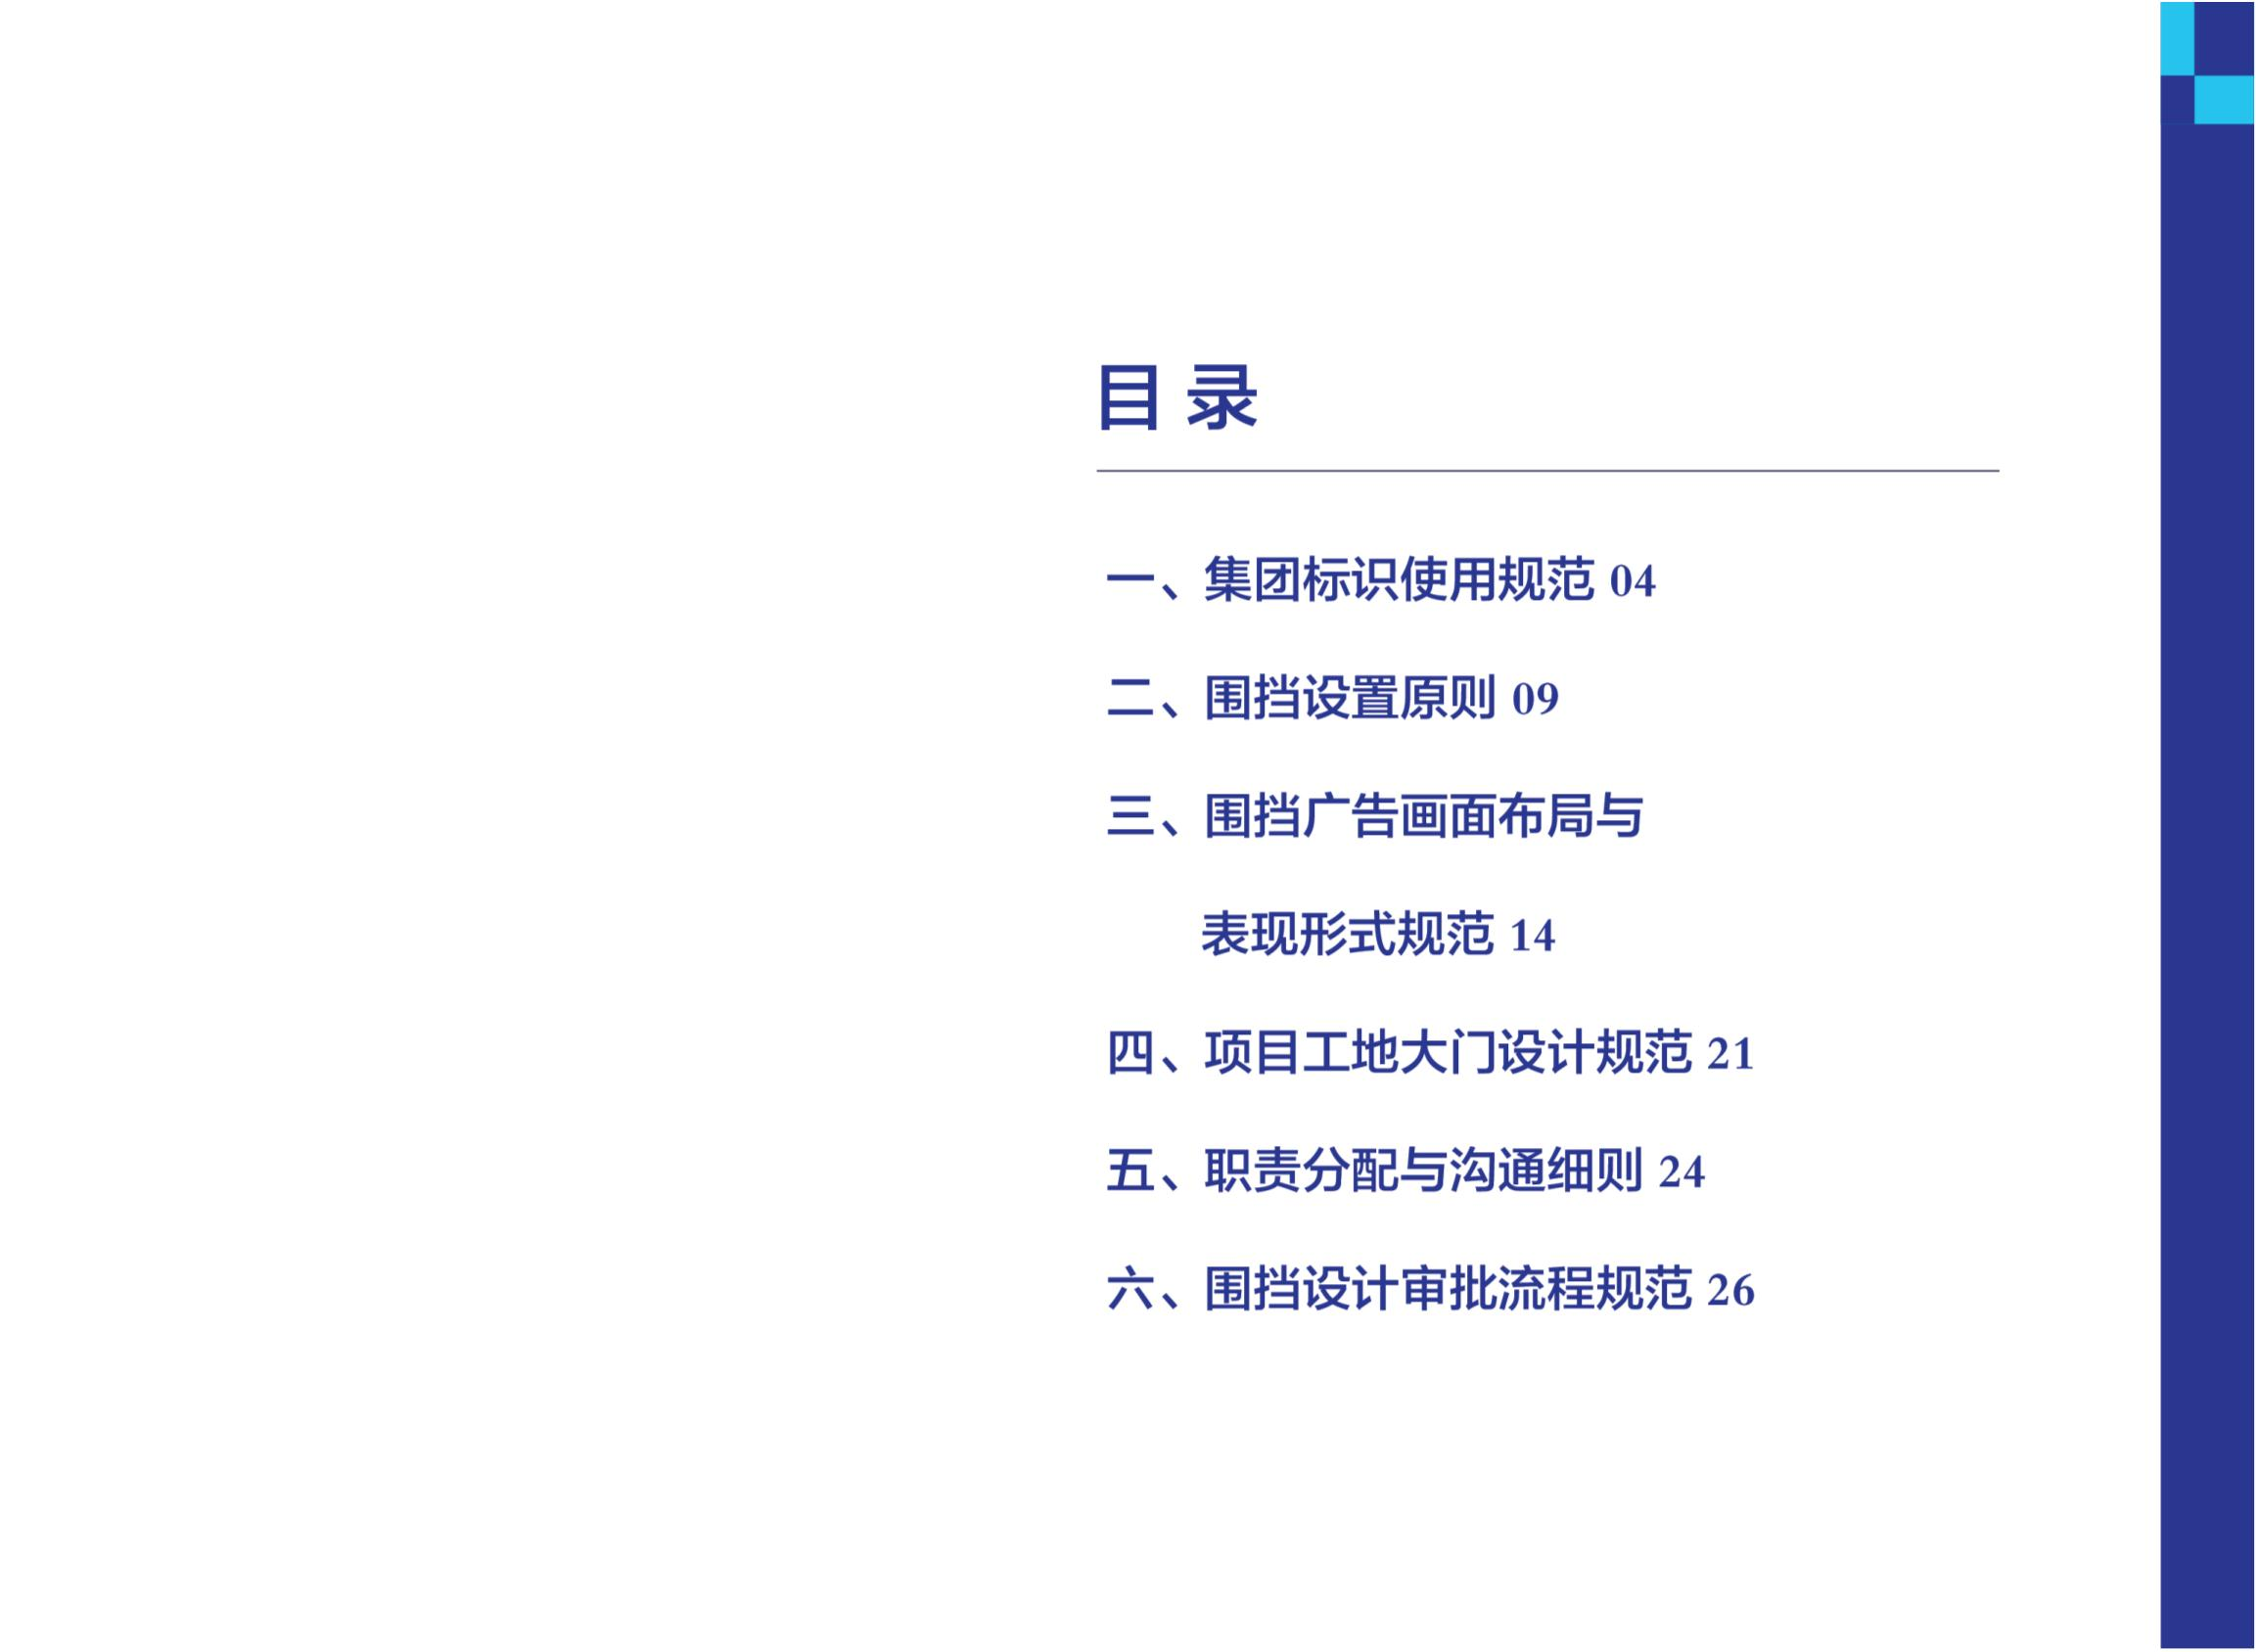 目录
一、集团标识使用规范 04
二、围挡设置原则 09
三、围挡广告画面布局与
表现形式规范 14
四、项目工地大门设计规范 21
五、职责分配与沟通细则 24
六、围挡设计审批流程规范 26